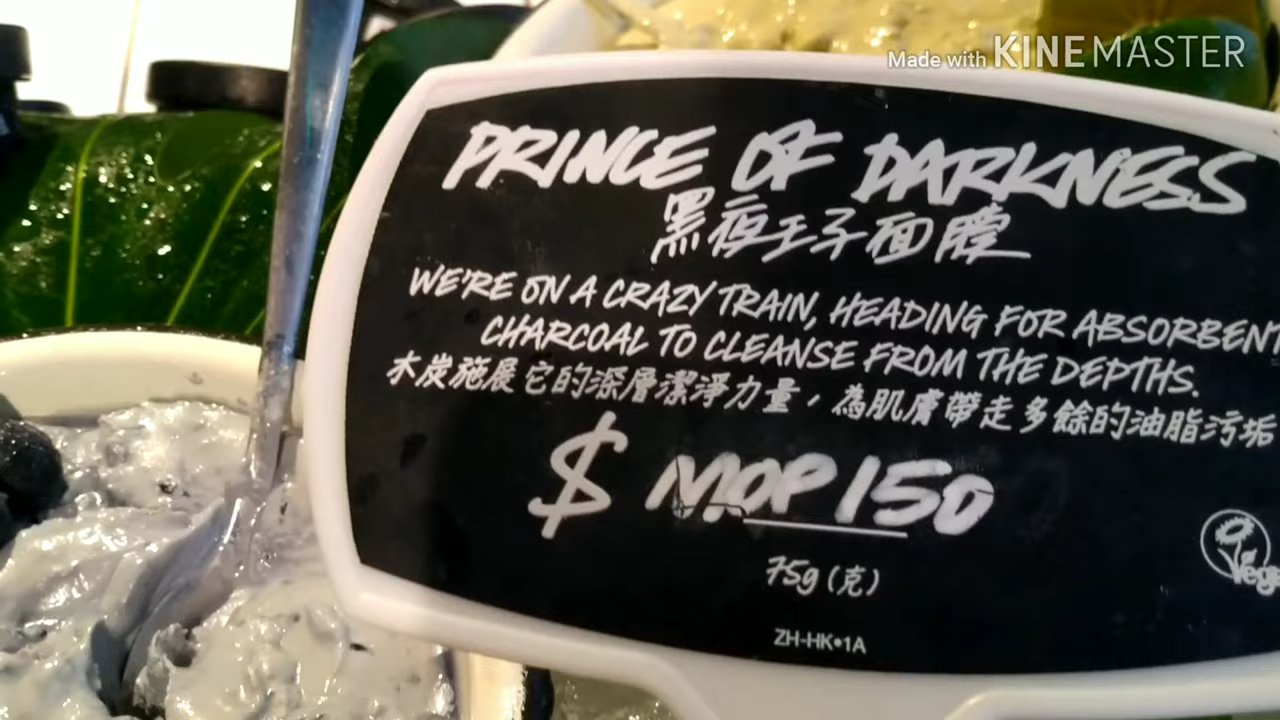 Made with KINEMASTER
PRINCE OF DARKNESS
黑夜王子面膜
WE'RE ON A CRAZY TRAIN, HEADING FOR ABSORBENT
CHARCOAL TO CLEANSE FROM THE DEPTHS.
木炭施展它的深層潔淨力量，為肌膚帶走多餘的油脂污垢
$ MOP 150
75g (克)
ZH-HK•1A